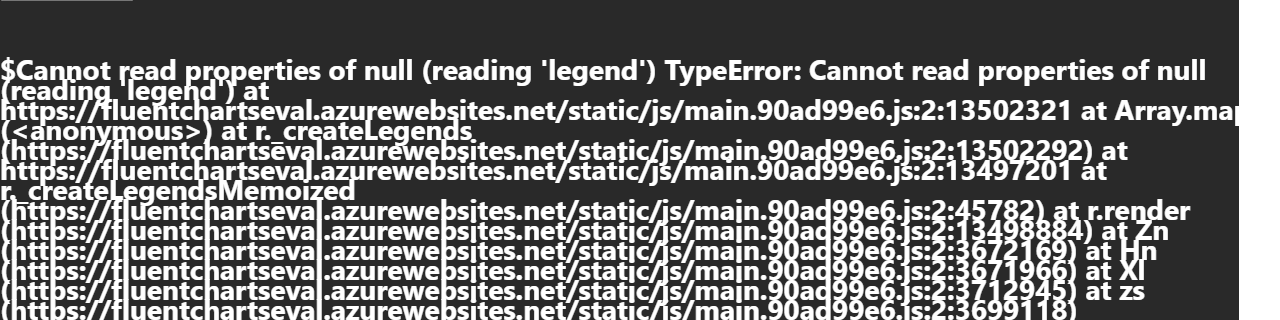 $Cannot read properties of null (reading 'legend') TypeError: Cannot read properties of null
(reading 'legend') at
https://fluentchartseval.azurewebsites.net/static/js/main.90ad99e6.js:2:13502321 at Array.map
(<anonymous>) at r._createLegends
(https://fluentchartseval.azurewebsites.net/static/js/main.90ad99e6.js:2:13502292) at
https://fluentchartseval.azurewebsites.net/static/js/main.90ad99e6.js:2:13497201 at
r._createLegendsMemoized
(https://fluentchartseval.azurewebsites.net/static/js/main.90ad99e6.js:2:45782) at r.render
(https://fluentchartseval.azurewebsites.net/static/js/main.90ad99e6.js:2:13498884) at Zn
(https://fluentchartseval.azurewebsites.net/static/js/main.90ad99e6.js:2:3672169) at Hn
(https://fluentchartseval.azurewebsites.net/static/js/main.90ad99e6.js:2:3671966) at Xl
(https://fluentchartseval.azurewebsites.net/static/js/main.90ad99e6.js:2:3712945) at zs
(https://fluentchartseval.azurewebsites.net/static/js/main.90ad99e6.js:2:3699118)